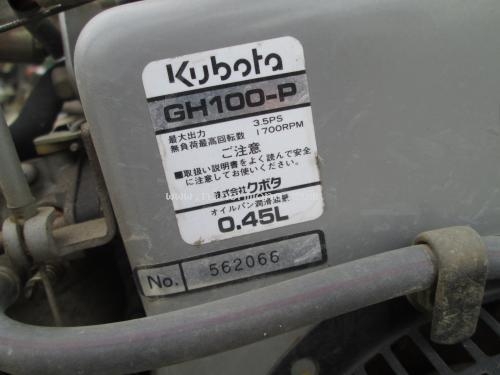 Kubota
GH100-P
最大出力 3.5PS
無負荷最高回転数 1700RPM
ご注意
■取扱い説明書をよく読んで安全
に注意してお使いください。
株式会社クボタ
オイルパン潤滑油量
0.45L
No. 562066